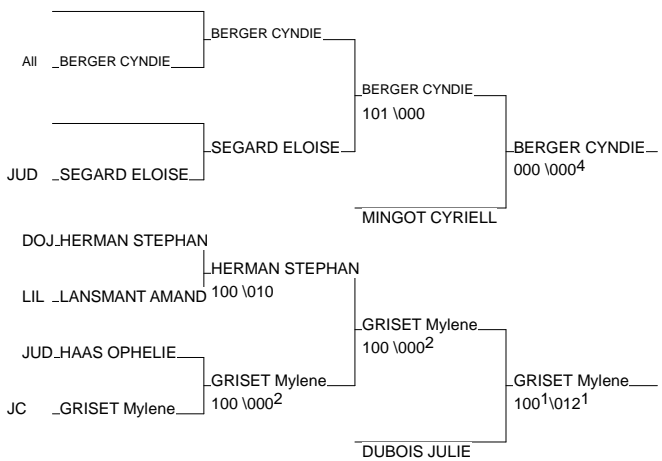 BERGER CYNDIE
All BERGER CYNDIE
BERGER CYNDIE
101 \000
SEGARD ELOISE
BERGER CYNDIE
000 \0004
JUD SEGARD ELOISE
MINGOT CYRIELL
DOJ HERMAN STEPHAN
HERMAN STEPHAN
100 \010
LIL LANSMANT AMAND
GRISET Mylene
100 \0002
JUD HAAS OPHELIE
GRISET Mylene
100 \0002
GRISET Mylene
1001\0121
JC GRISET Mylene
DUBOIS JULIE